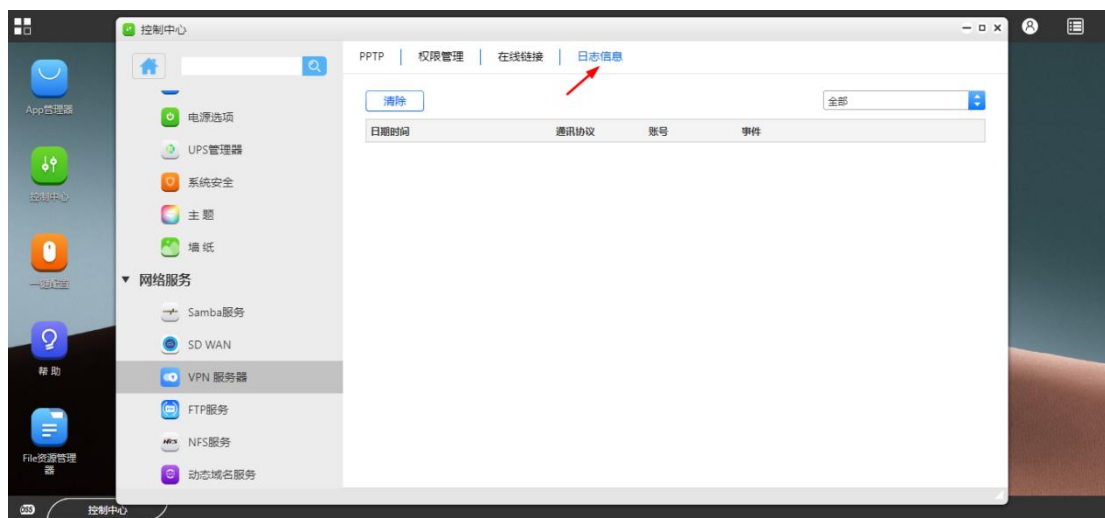 控制中心
PPTP
权限管理
在线链接
日志信息
清除
全部
日期时间
通讯协议
账号
事件
电源选项
UPS管理器
系统安全
主 题
墙 纸
网络服务
Samba服务
SD WAN
VPN 服务器
FTP服务
NFS服务
动态域名服务
App管理器
控制中心
一键配置
帮 助
File资源管理
器
控制中心